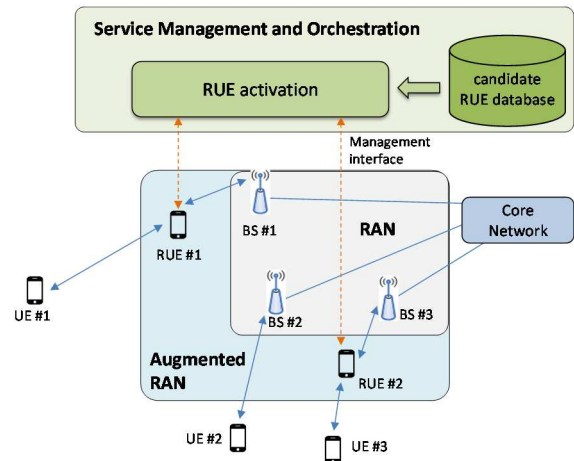 Service Management and Orchestration
RUE activation
candidate
RUE database
Management
interface
BS #1
RAN
Core
Network
RUE #1
UE #1
BS #2
BS #3
Augmented
RAN
RUE #2
UE #2
UE #3